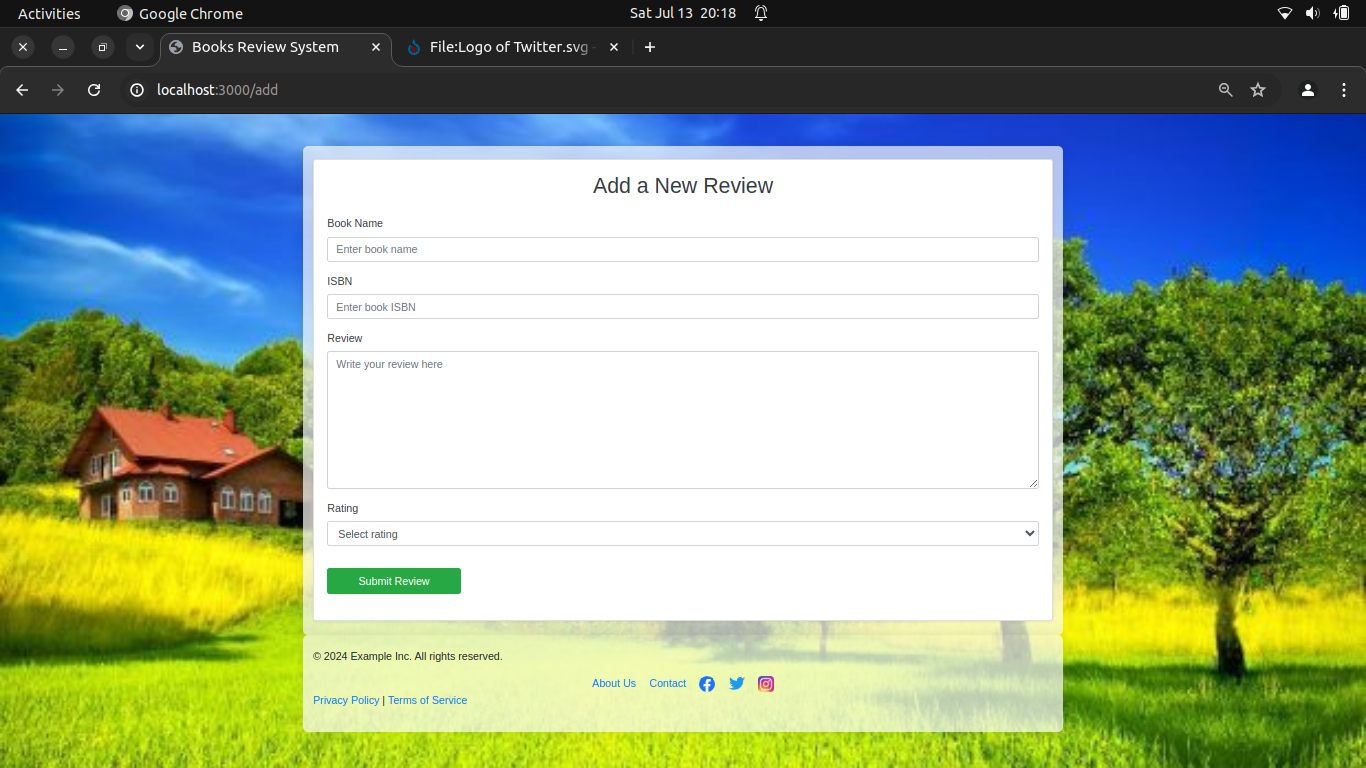 Activities Google Chrome Sat Jul 13 20:18
Books Review System File:Logo of Twitter.svg
localhost:3000/add
Add a New Review
Book Name
Enter book name
ISBN
Enter book ISBN
Review
Write your review here
Rating
Select rating
Submit Review
© 2024 Example Inc. All rights reserved.
About Us Contact
Privacy Policy | Terms of Service